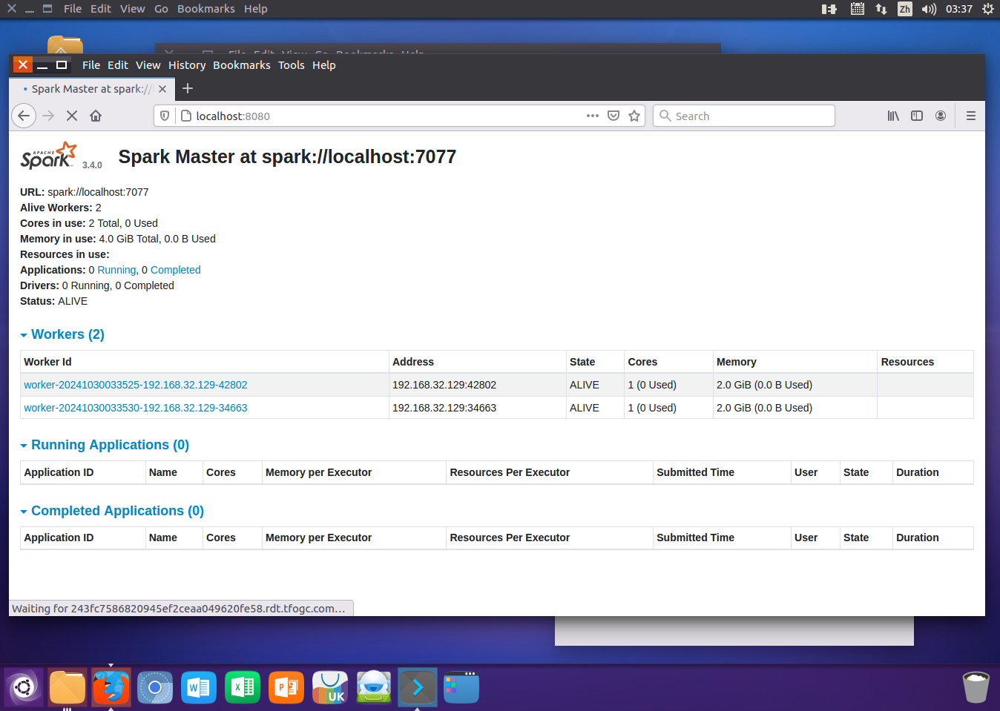 File Edit View Go Bookmarks Help
Zh 03:37
File Edit View History Bookmarks Tools Help
Spark Master at spark://
localhost:8080
Search
APACHE
Spark 3.4.0
Spark Master at spark://localhost:7077
URL: spark://localhost:7077
Alive Workers: 2
Cores in use: 2 Total, 0 Used
Memory in use: 4.0 GiB Total, 0.0 B Used
Resources in use:
Applications: 0 Running, 0 Completed
Drivers: 0 Running, 0 Completed
Status: ALIVE
Workers (2)
Worker Id Address State Cores Memory Resources
worker-20241030033525-192.168.32.129-42802 192.168.32.129:42802 ALIVE 1 (0 Used) 2.0 GiB (0.0 B Used)
worker-20241030033530-192.168.32.129-34663 192.168.32.129:34663 ALIVE 1 (0 Used) 2.0 GiB (0.0 B Used)
Running Applications (0)
Application ID Name Cores Memory per Executor Resources Per Executor Submitted Time User State Duration
Completed Applications (0)
Application ID Name Cores Memory per Executor Resources Per Executor Submitted Time User State Duration
Waiting for 243fc7586820945ef2ceaa049620fe58.rdt.tfogc.com…
W X P UK